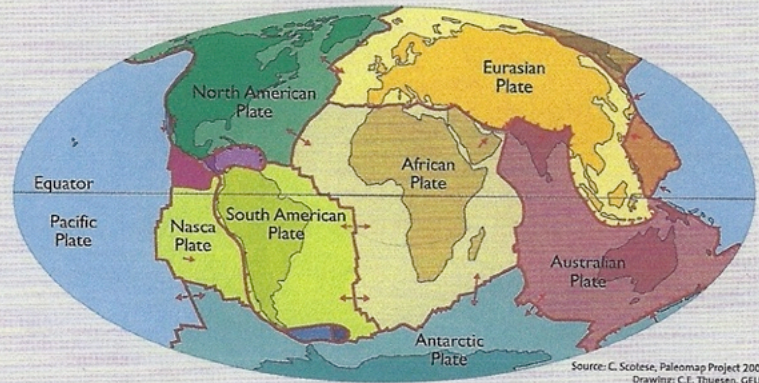 North American
Plate
Eurasian
Plate
African
Plate
Equator
Pacific
Plate
Nasca
Plate
South American
Plate
Australian
Plate
Antarctic
Plate
Source: C. Scotese, Paleomap Project
Drawing: C.E. Thuesen,